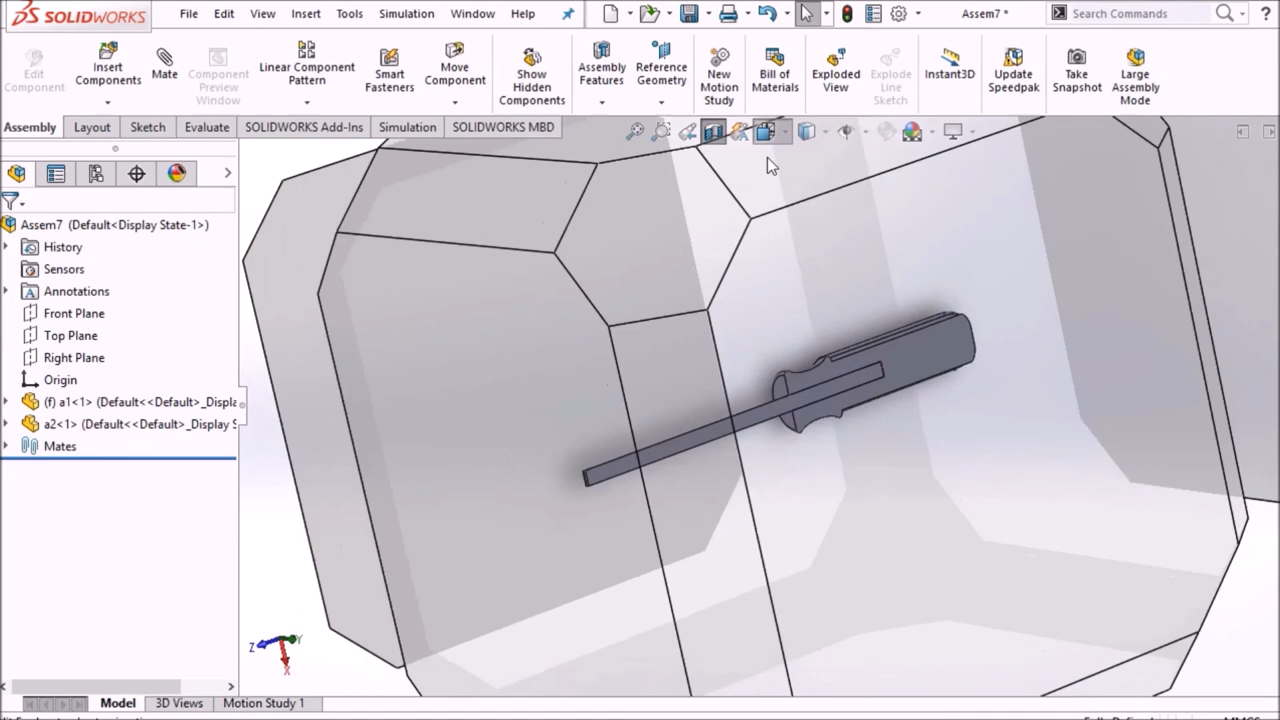 SOLIDWORKS File Edit View Insert Tools Simulation Window Help Assem7 * Search Commands ?
Edit Component
Insert Components
Mate
Component Preview Window
Linear Component Pattern
Smart Fasteners
Move Component
Show Hidden Components
Assembly Features
Reference Geometry
New Motion Study
Bill of Materials
Exploded View
Explode Line Sketch
Instant3D
Update Speedpak
Take Snapshot
Large Assembly Mode
Assembly Layout Sketch Evaluate SOLIDWORKS Add-Ins Simulation SOLIDWORKS MBD
Assem7 (Default<Display State-1>)
History
Sensors
Annotations
Front Plane
Top Plane
Right Plane
Origin
(f) a1<1> (Default<<Default>_Displa
a2<1> (Default<<Default>_Display S
Mates
Z Y
X
Model 3D Views Motion Study 1